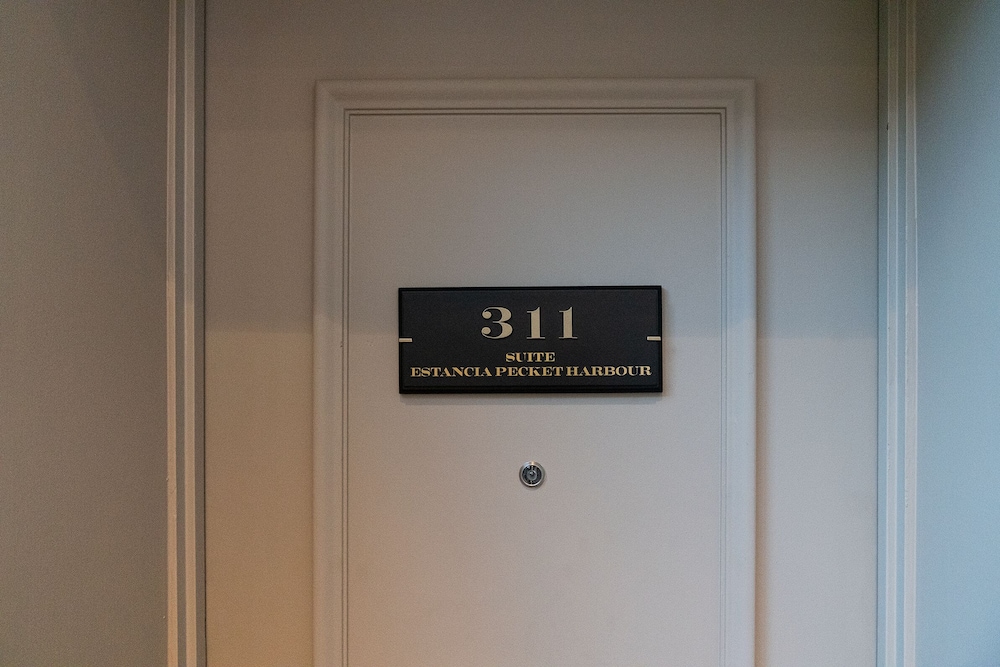 311
SUITE
ESTANCIA PECKET HARBOUR